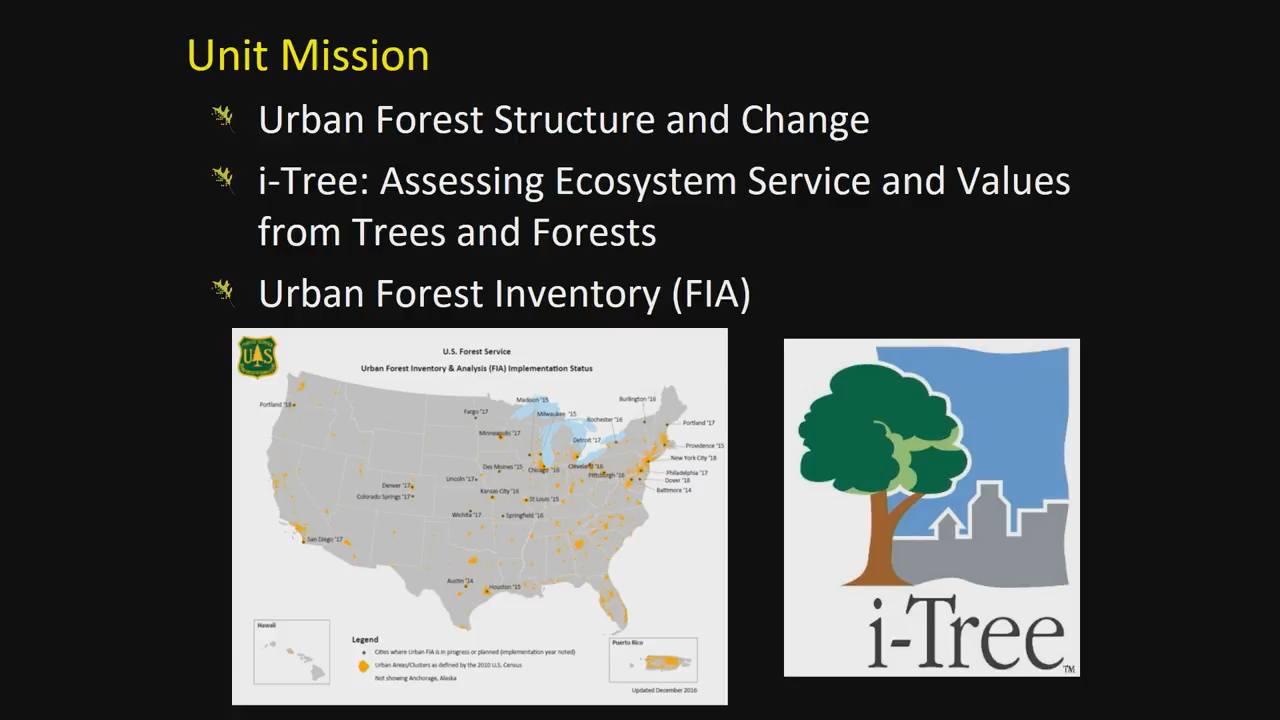 Unit Mission
Urban Forest Structure and Change
i-Tree: Assessing Ecosystem Service and Values
from Trees and Forests
Urban Forest Inventory (FIA)
U.S. Forest Service
Urban Forest Inventory & Analysis (FIA) Implementation Status
US
Portland '18
Fargo '17
Madison '15
Milwaukee '15
Burlington '16
Rochester '16
Portland '17
Minneapolis '17
Detroit '17
Providence '15
New York City '18
Des Moines '15
Chicago '16
Cleveland '16
Pittsburgh '16
Philadelphia '17
Dover '18
Baltimore '14
Lincoln '17
Denver '17
Colorado Springs '17
Kansas City '16
St Louis '15
Wichita '17
Springfield '16
San Diego '17
Austin '14
Houston '15
Hawaii
Legend
Cities where Urban FIA is in progress or planned (implementation year noted)
Urban Areas/Clusters as defined by the 2010 U.S. Census
Not showing Anchorage, Alaska
Puerto Rico
Updated December 2016
i-Tree
TM